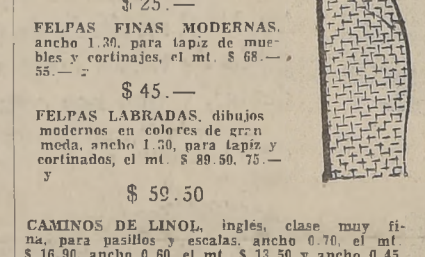 $ 25.—
FELPAS FINAS MODERNAS,
ancho 1.30, para tapiz de mue-
bles y cortinajes, el mt. $ 68.—,
55.— y
$ 45.—
FELPAS LABRADAS, dibujos
modernos en colores de gran
moda, ancho 1.30, para tapiz y
cortinados, el mt. $ 89.50, 75.—
y
$ 59.50
CAMINOS DE LINOL, inglés, clase muy fi-
na, para pasillos y escalas, ancho 0.70, el mt.
$ 16.90, ancho 0.60, el mt. $ 13.50 y ancho 0.45